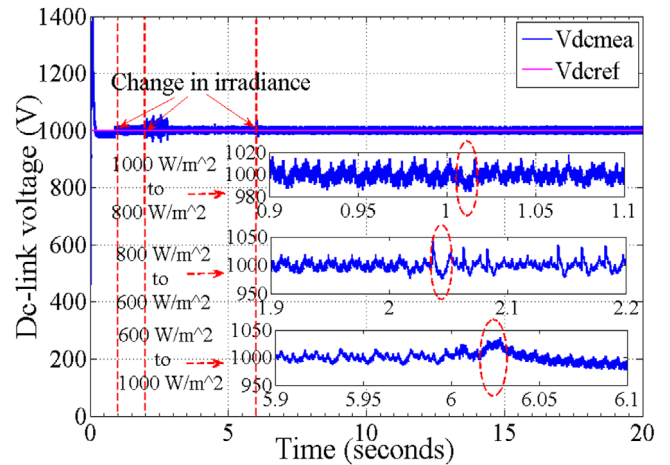 1400
1200
1000
800
600
400
200
0
Dc-link voltage (V)
0
5
10
15
20
Time (seconds)
Vdcmea
Vdcref
Change in irradiance
1000 W/m^2
to
800 W/m^2
1020
1000
980
0.9
0.95
1
1.05
1.1
800 W/m^2
to
600 W/m^2
1050
1000
950
1.9
2
2.1
2.2
600 W/m^2
to
1000 W/m^2
1050
1000
950
5.9
5.95
6
6.05
6.1